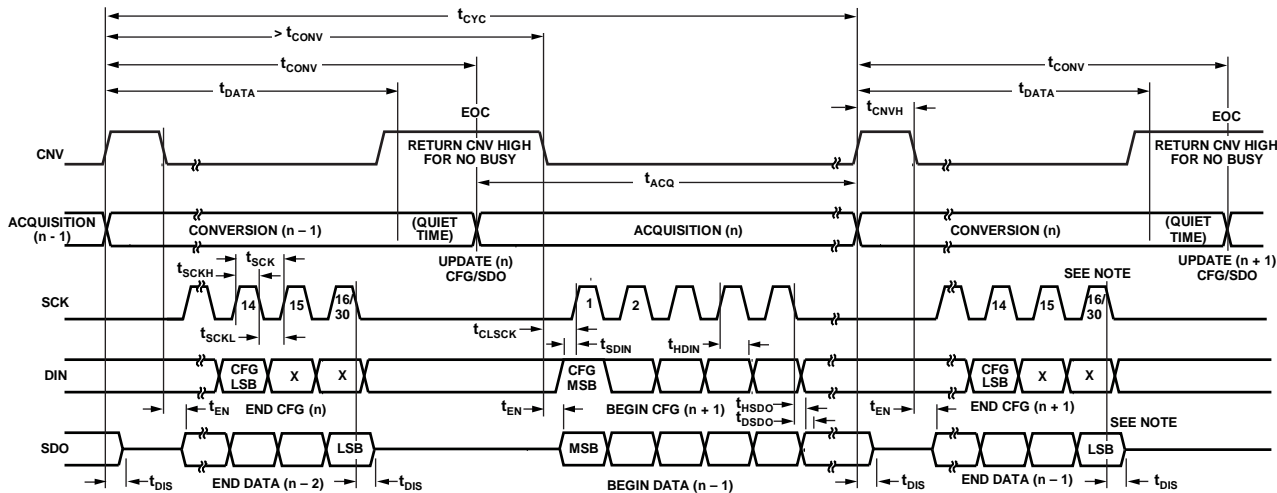 tCYC
> tCONV
tCONV
tCONV
tDATA
tDATA
tCNVH
EOC
EOC
CNV
RETURN CNV HIGH
FOR NO BUSY
RETURN CNV HIGH
FOR NO BUSY
tACQ
ACQUISITION
(n - 1)
CONVERSION (n – 1)
(QUIET
TIME)
ACQUISITION (n)
CONVERSION (n)
(QUIET
TIME)
UPDATE (n)
CFG/SDO
UPDATE (n + 1)
CFG/SDO
tSCK
tSCKH
SEE NOTE
SCK
14
15
16/
30
1
2
14
15
16/
30
tSCKL
tCLSCK
tSDIN
tHDIN
DIN
CFG
LSB
X
X
CFG
MSB
CFG
LSB
X
X
tEN
END CFG (n)
tEN
BEGIN CFG (n + 1)
tHSDO
tDSDO
tEN
END CFG (n + 1)
SEE NOTE
SDO
LSB
MSB
LSB
tDIS
END DATA (n – 2)
tDIS
BEGIN DATA (n – 1)
tDIS
END DATA (n – 1)
tDIS